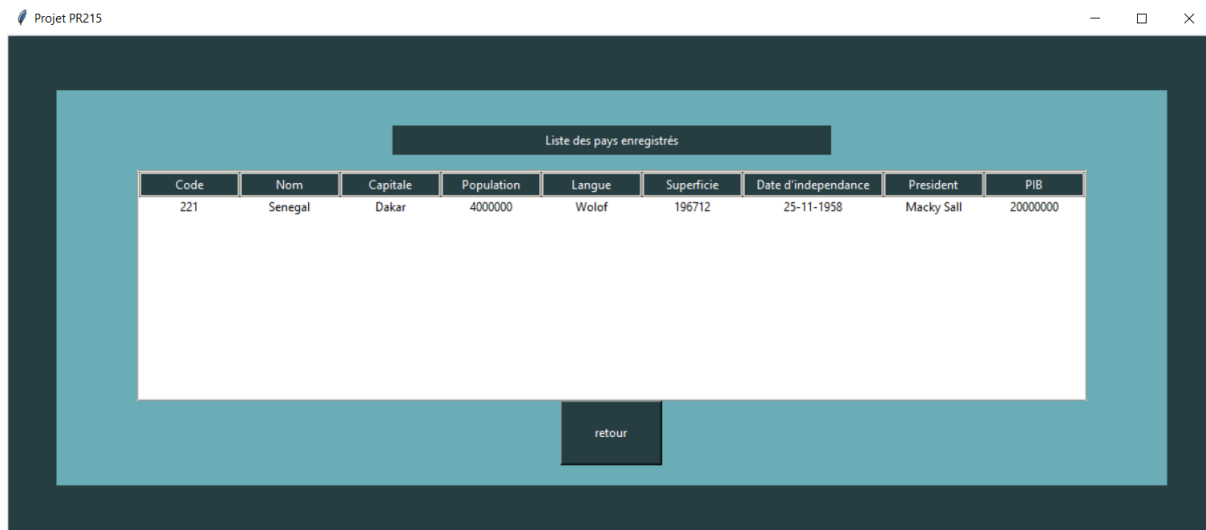 Projet PR215
Liste des pays enregistrés
Code Nom Capitale Population Langue Superficie Date d'independance President PIB
221 Senegal Dakar 4000000 Wolof 196712 25-11-1958 Macky Sall 20000000
retour